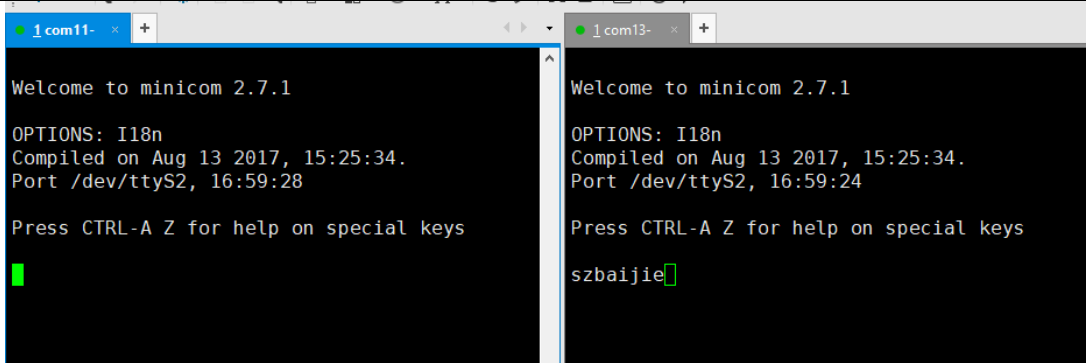 1 com11-
Welcome to minicom 2.7.1
OPTIONS: I18n
Compiled on Aug 13 2017, 15:25:34.
Port /dev/ttyS2, 16:59:28
Press CTRL-A Z for help on special keys
1 com13-
Welcome to minicom 2.7.1
OPTIONS: I18n
Compiled on Aug 13 2017, 15:25:34.
Port /dev/ttyS2, 16:59:24
Press CTRL-A Z for help on special keys
szbaijie